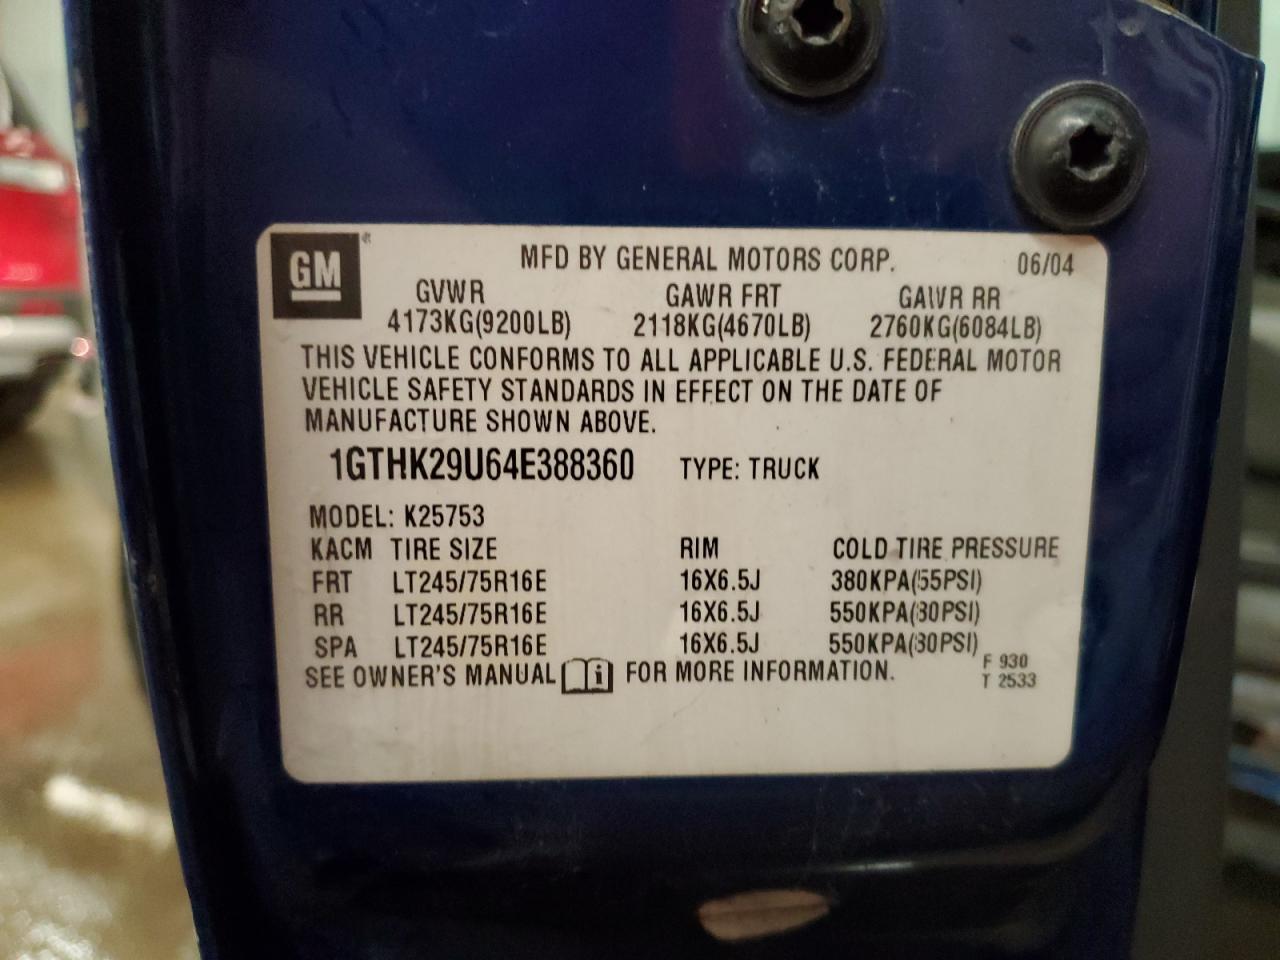 GM
MFD BY GENERAL MOTORS CORP. 06/04
GVWR GAWR FRT GAWR RR
4173KG(9200LB) 2118KG(4670LB) 2760KG(6084LB)
THIS VEHICLE CONFORMS TO ALL APPLICABLE U.S. FEDERAL MOTOR
VEHICLE SAFETY STANDARDS IN EFFECT ON THE DATE OF
MANUFACTURE SHOWN ABOVE.
1GTHK29U64E388360 TYPE: TRUCK
MODEL: K25753
KACM TIRE SIZE RIM COLD TIRE PRESSURE
FRT LT245/75R16E 16X6.5J 380KPA(55PSI)
RR LT245/75R16E 16X6.5J 550KPA(80PSI)
SPA LT245/75R16E 16X6.5J 550KPA(80PSI)
SEE OWNER'S MANUAL i FOR MORE INFORMATION.
F 930
T 2533